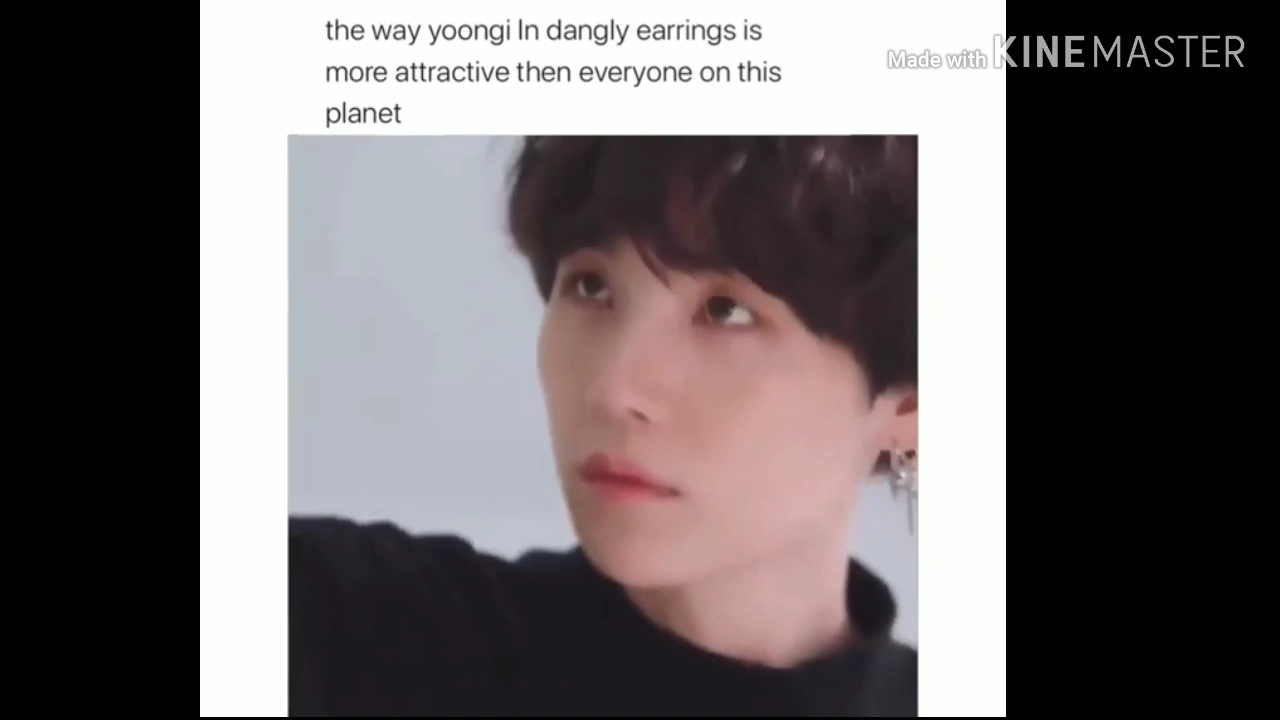 the way yoongi In dangly earrings is
more attractive then everyone on this
planet
Made with KINEMASTER